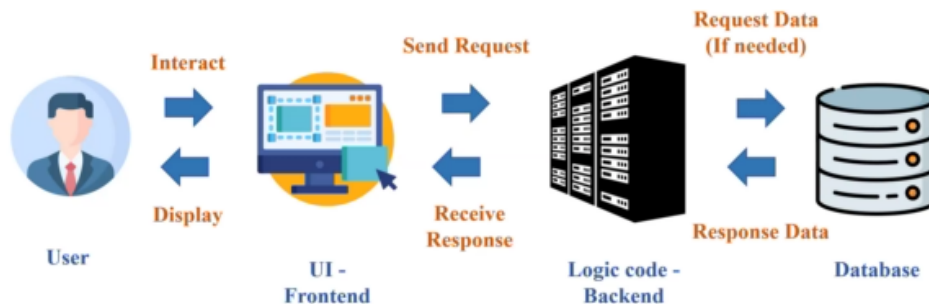 Interact
Send Request
Request Data
(If needed)
Display
Receive
Response
Response Data
User
UI -
Frontend
Logic code -
Backend
Database